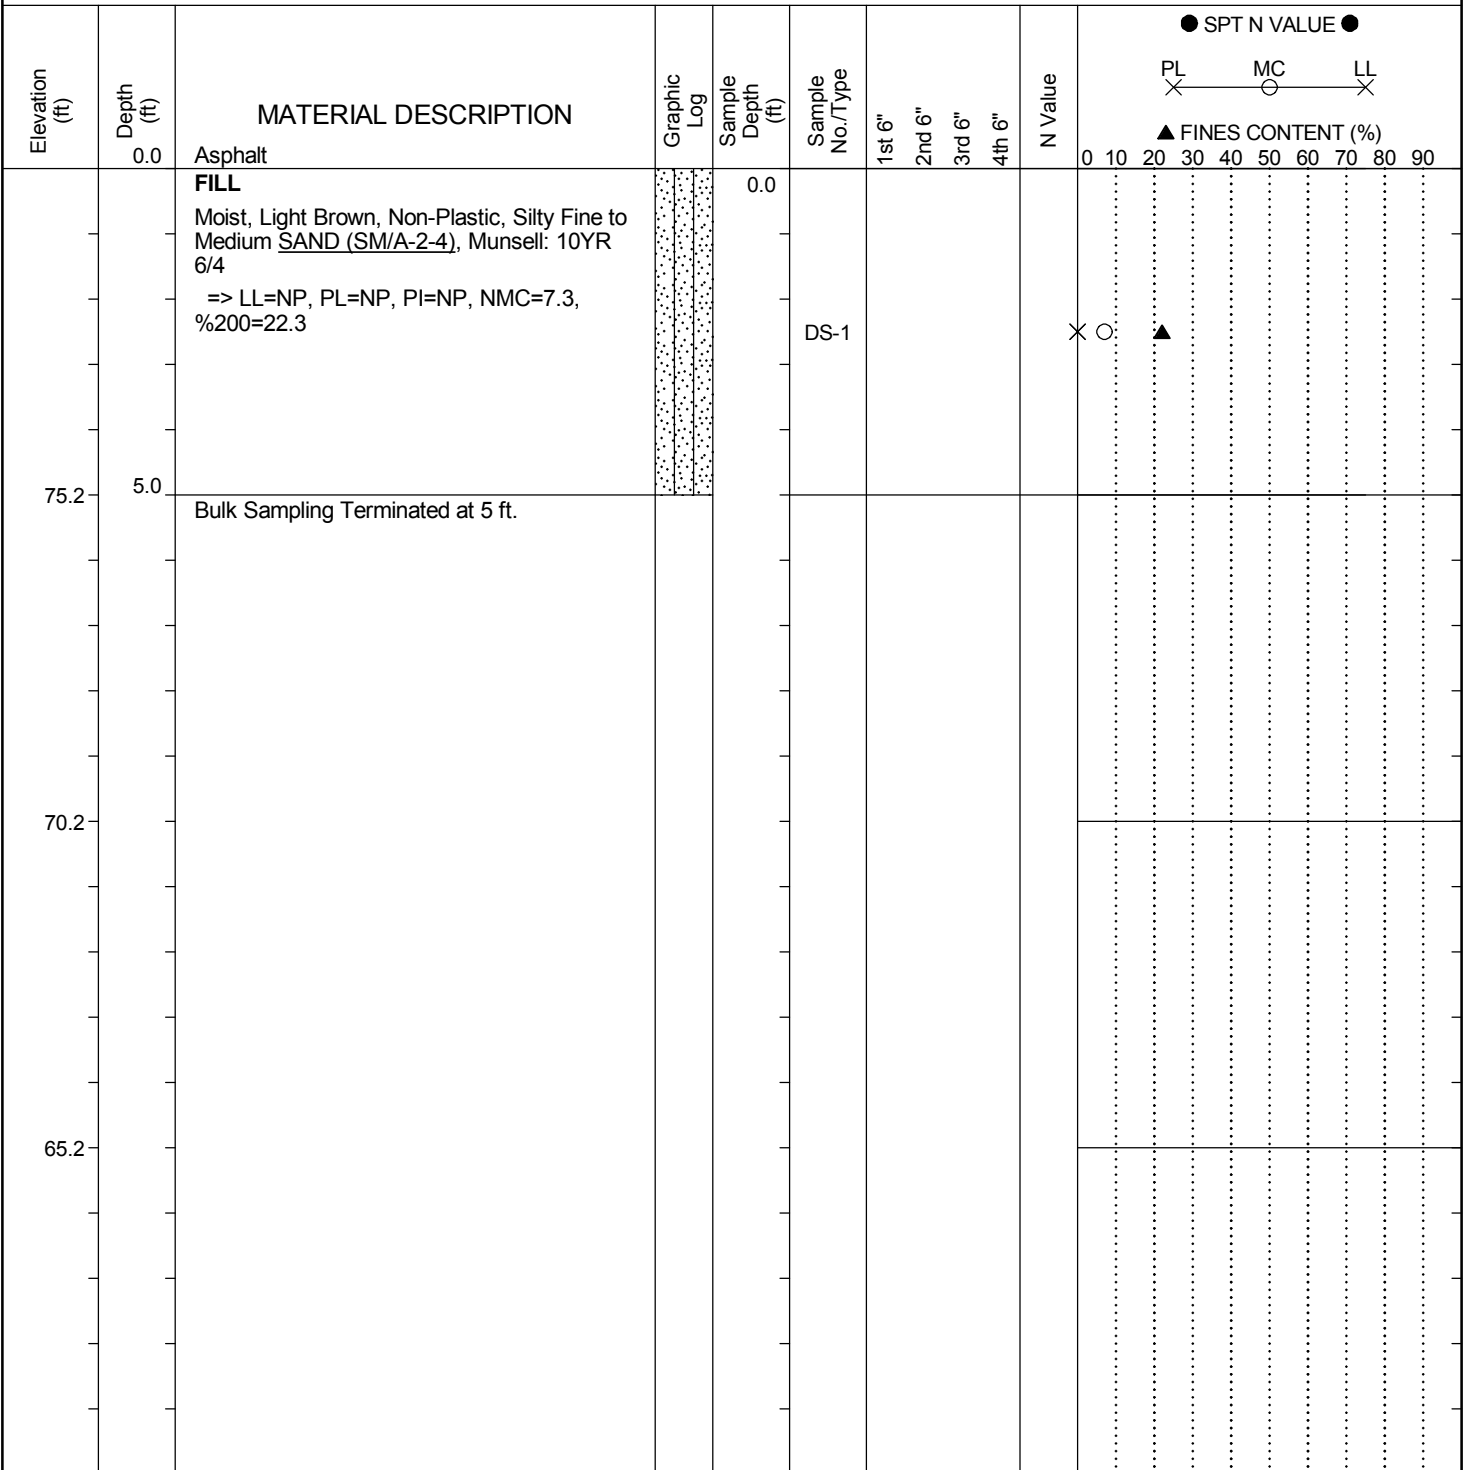 ● SPT N VALUE ●
PL MC LL
▲ FINES CONTENT (%)
0 10 20 30 40 50 60 70 80 90
Elevation
(ft)
Depth
(ft)
MATERIAL DESCRIPTION
Graphic
Log
Sample
Depth
(ft)
Sample
No./Type
1st 6"
2nd 6"
3rd 6"
4th 6"
N Value
0.0 Asphalt
FILL
0.0
Moist, Light Brown, Non-Plastic, Silty Fine to
Medium SAND (SM/A-2-4), Munsell: 10YR
6/4
=> LL=NP, PL=NP, PI=NP, NMC=7.3,
%200=22.3
DS-1
75.2 5.0
Bulk Sampling Terminated at 5 ft.
70.2
65.2